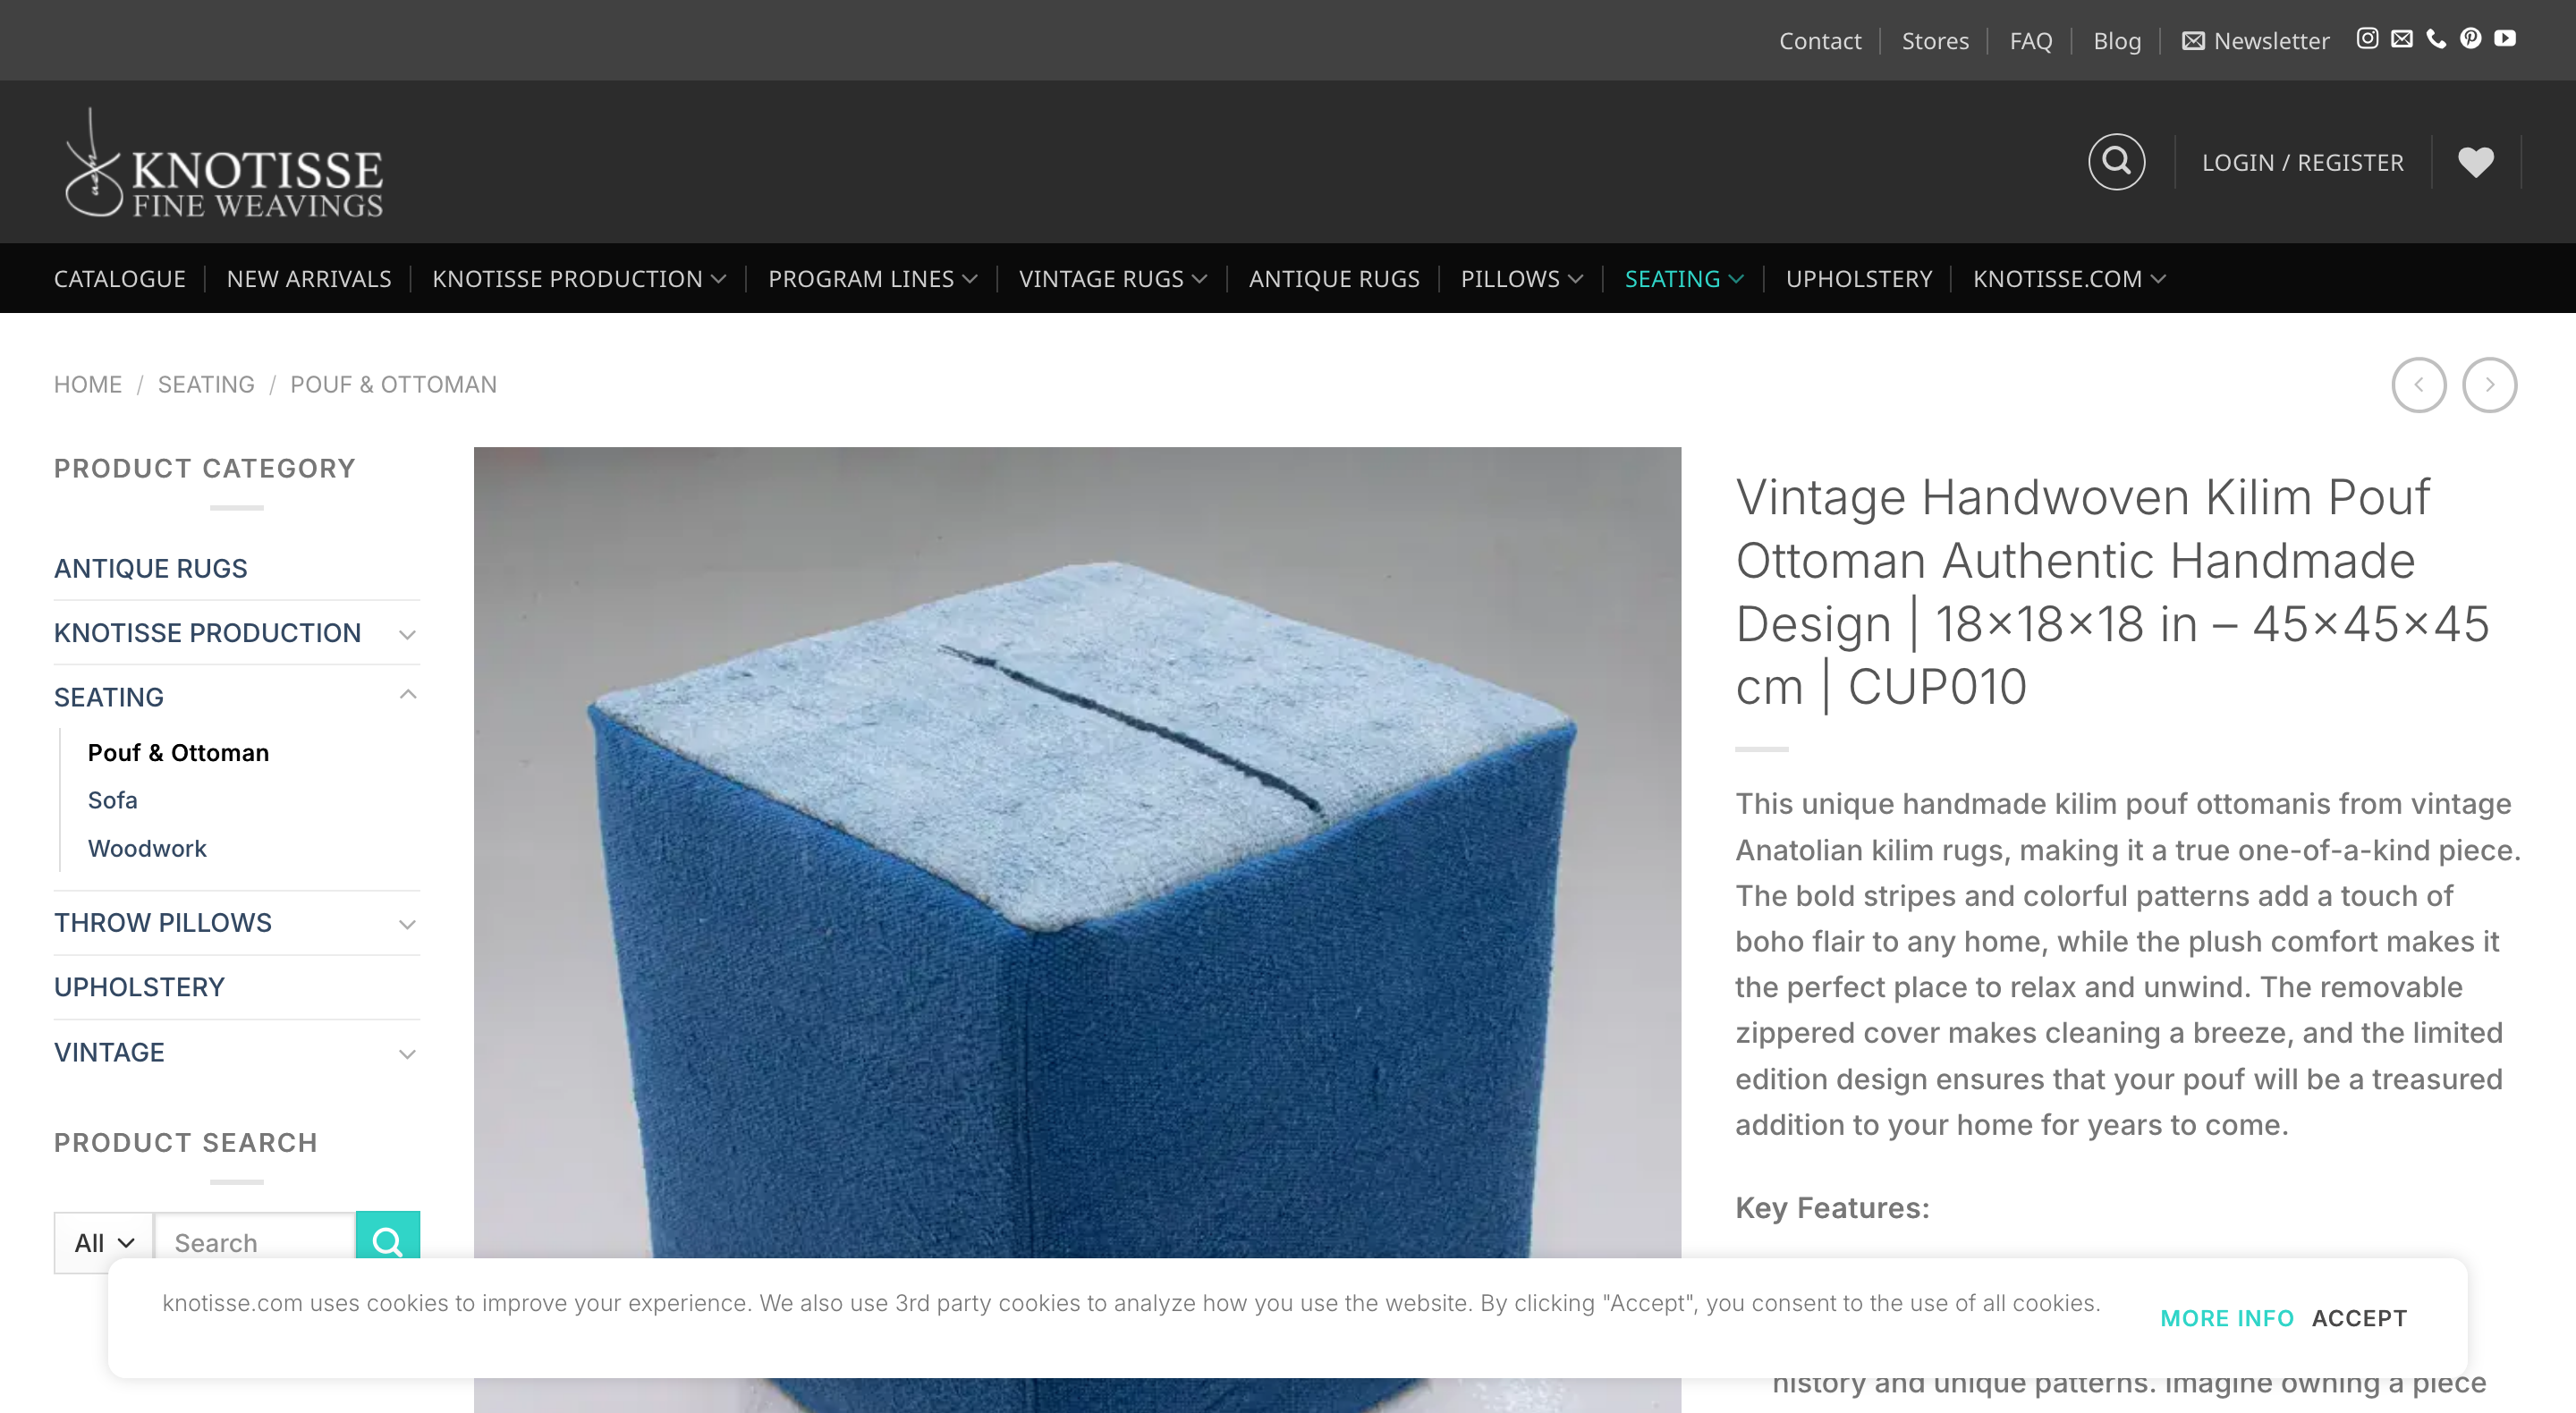 Contact
Stores
FAQ
Blog
Newsletter
KNOTISSE
FINE WEAVINGS
LOGIN / REGISTER
CATALOGUE
NEW ARRIVALS
KNOTISSE PRODUCTION
PROGRAM LINES
VINTAGE RUGS
ANTIQUE RUGS
PILLOWS
SEATING
UPHOLSTERY
KNOTISSE.COM
HOME / SEATING / POUF & OTTOMAN
PRODUCT CATEGORY
ANTIQUE RUGS
KNOTISSE PRODUCTION
SEATING
Pouf & Ottoman
Sofa
Woodwork
THROW PILLOWS
UPHOLSTERY
VINTAGE
PRODUCT SEARCH
All
Search
Vintage Handwoven Kilim Pouf
Ottoman Authentic Handmade
Design | 18×18×18 in – 45×45×45
cm | CUP010
This unique handmade kilim pouf ottomanis from vintage
Anatolian kilim rugs, making it a true one-of-a-kind piece.
The bold stripes and colorful patterns add a touch of
boho flair to any home, while the plush comfort makes it
the perfect place to relax and unwind. The removable
zippered cover makes cleaning a breeze, and the limited
edition design ensures that your pouf will be a treasured
addition to your home for years to come.
Key Features:
history and unique patterns. Imagine owning a piece
knotisse.com uses cookies to improve your experience. We also use 3rd party cookies to analyze how you use the website. By clicking "Accept", you consent to the use of all cookies.
MORE INFO
ACCEPT